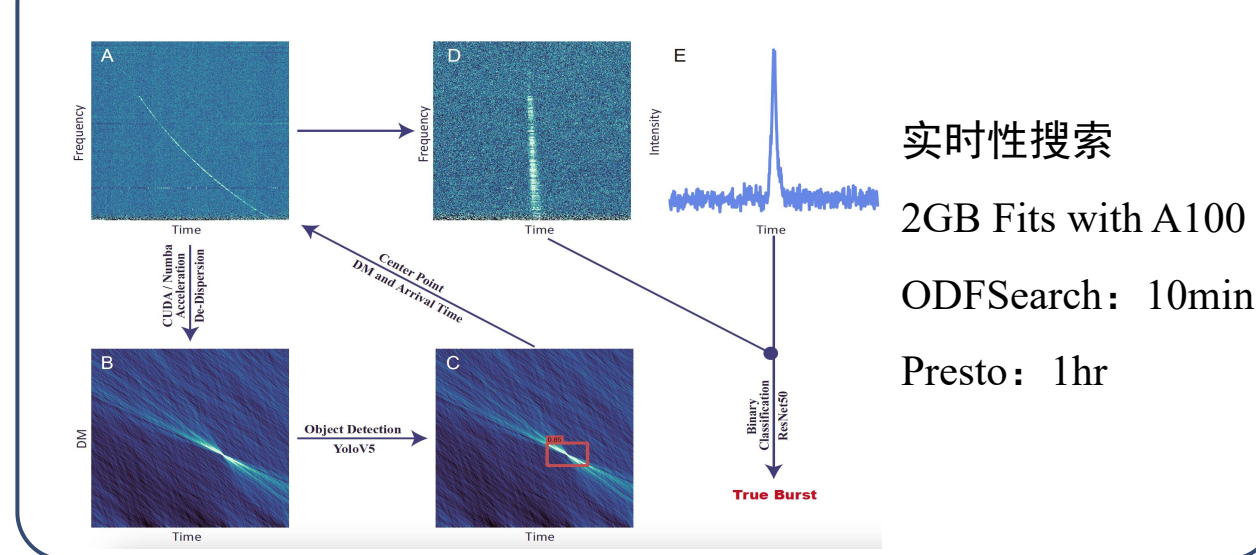 A
Frequency
Time
D
Frequency
Time
E
Intensity
Time
CUDA / Numba
Acceleration
De-Dispersion
Center Point
DM and Arrival Time
B
DM
Time
Object Detection
YoloV5
C
0.85
Time
Binary
Classification
ResNet50
True Burst
实时性搜索
2GB Fits with A100
ODFSearch：10min
Presto：1hr